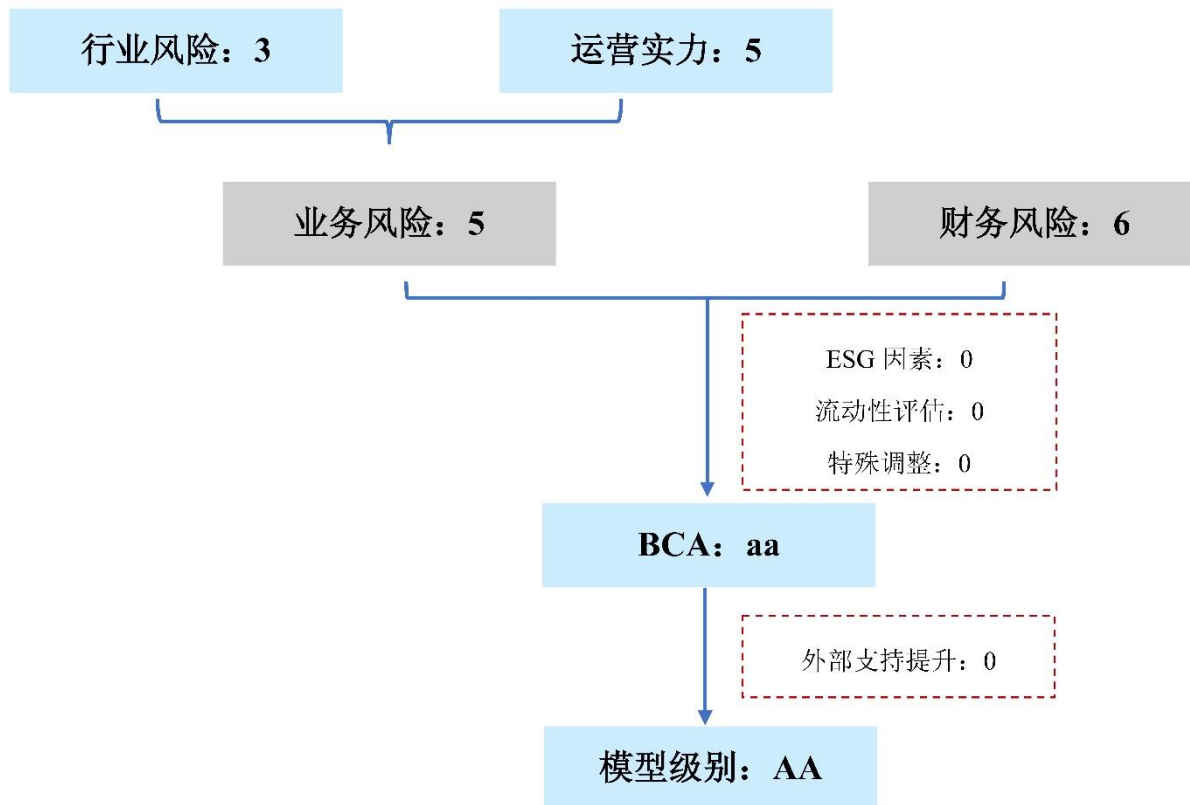 行业风险：3
运营实力：5
业务风险：5
财务风险：6
ESG 因素：0
流动性评估：0
特殊调整：0
BCA：aa
外部支持提升：0
模型级别：AA